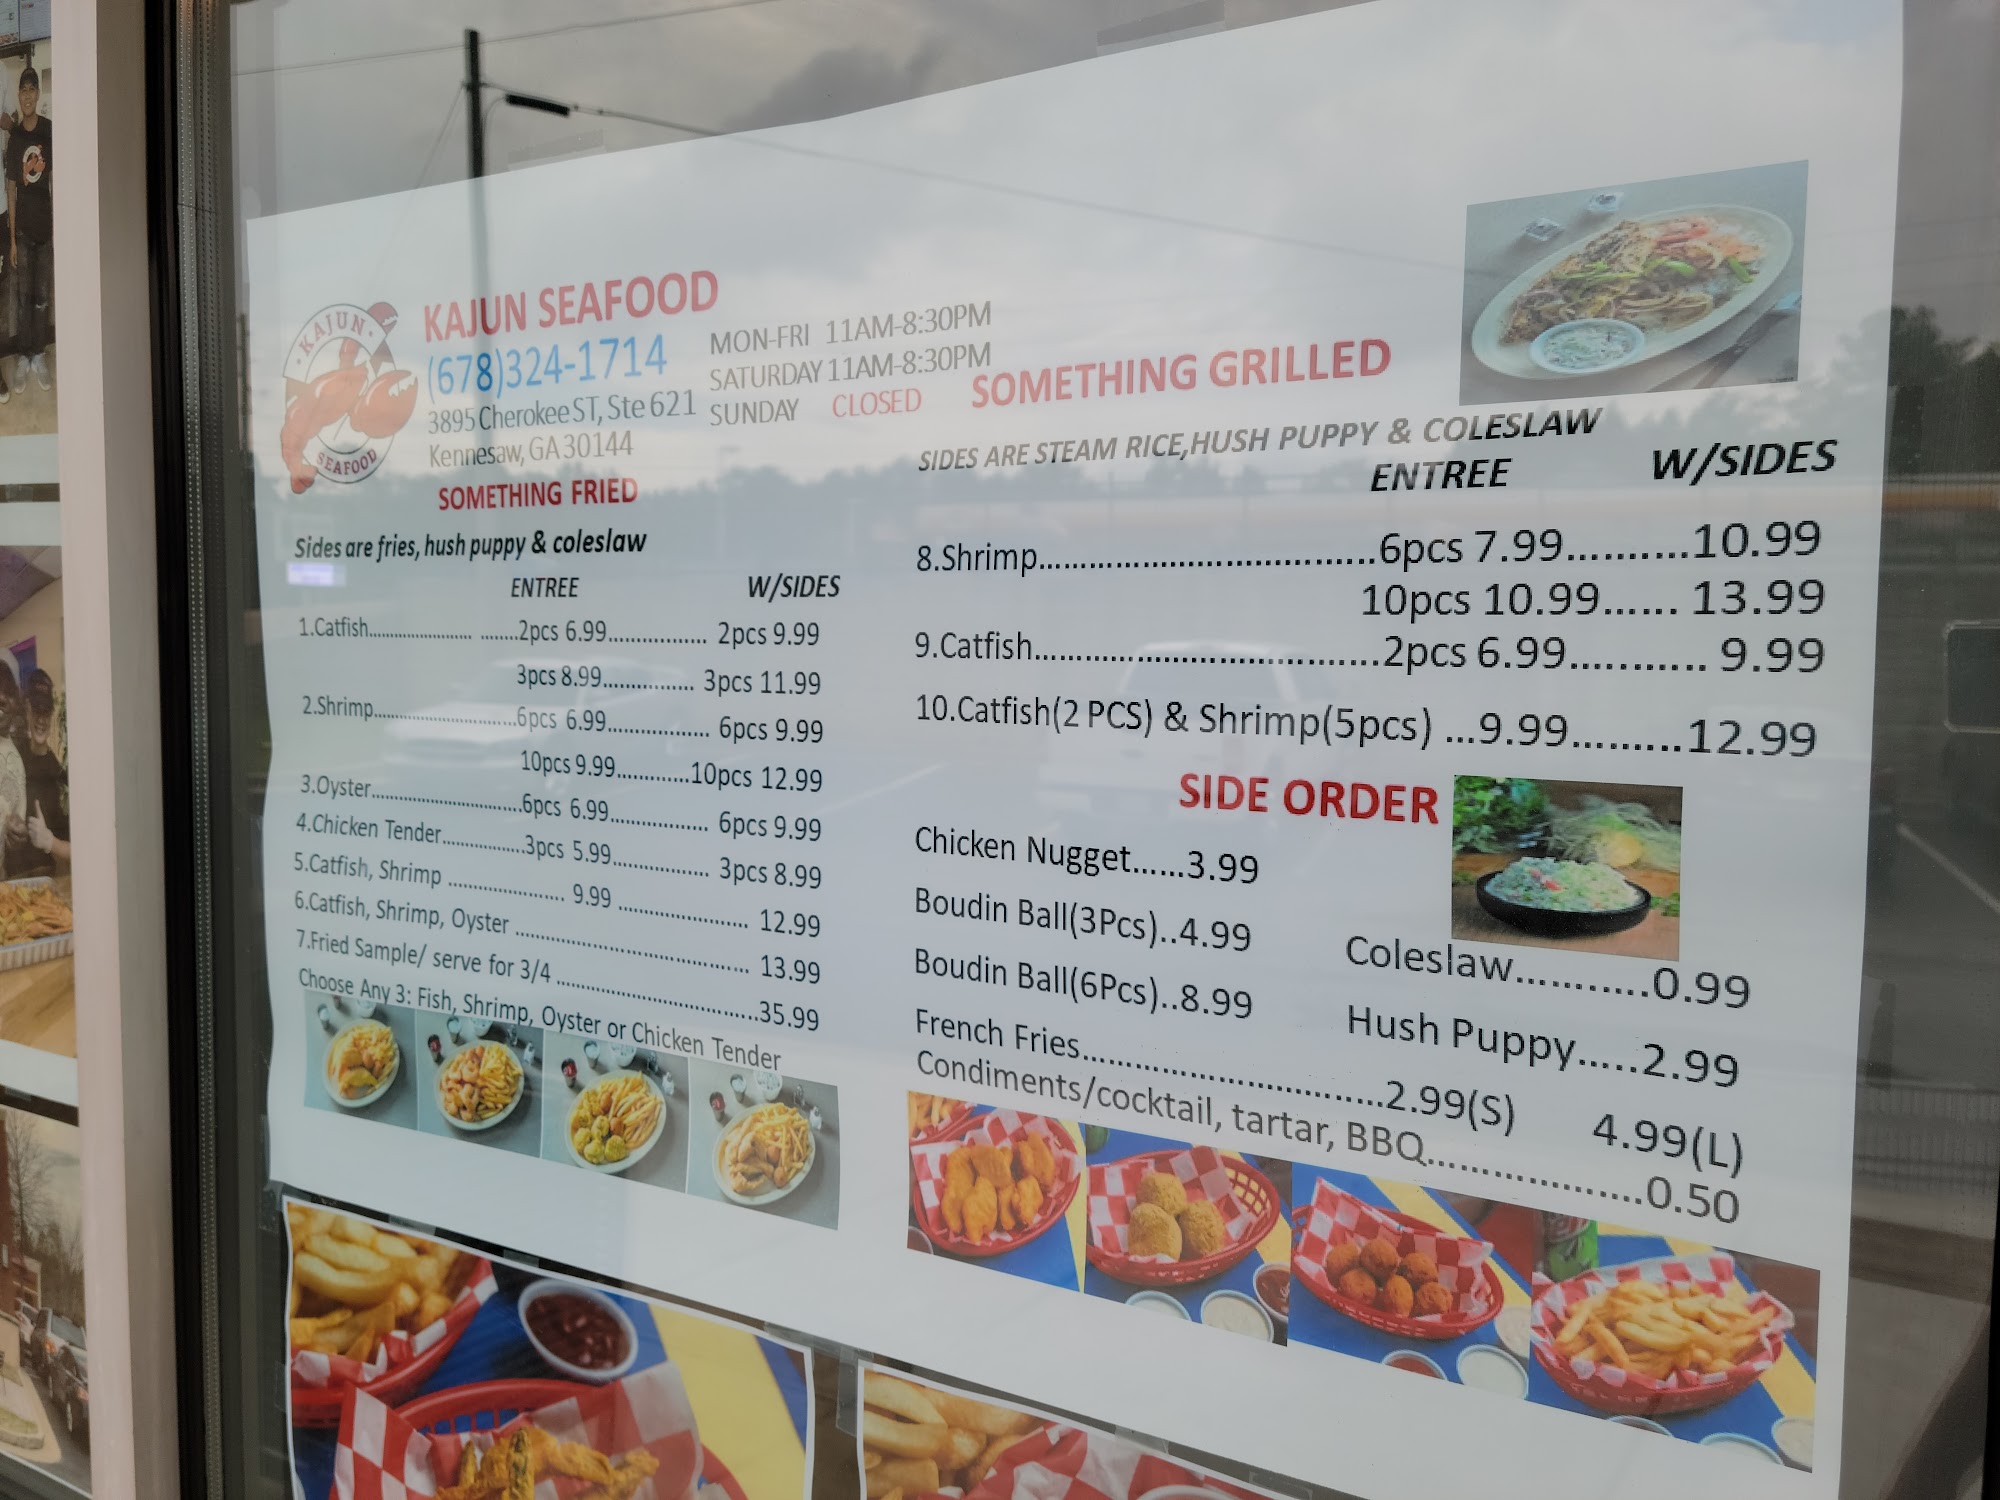 KAJUN
SEAFOOD
KAJUN SEAFOOD
(678)324-1714
3895 Cherokee ST, Ste 621
Kennesaw, GA 30144
MON-FRI 11AM-8:30PM
SATURDAY 11AM-8:30PM
SUNDAY CLOSED
SOMETHING FRIED
Sides are fries, hush puppy & coleslaw
ENTREE W/SIDES
1.Catfish...................... ........2pcs 6.99................. 2pcs 9.99
3pcs 8.99................ 3pcs 11.99
2.Shrimp..............................6pcs 6.99.................. 6pcs 9.99
10pcs 9.99.............10pcs 12.99
3.Oyster................................6pcs 6.99................. 6pcs 9.99
4.Chicken Tender.................3pcs 5.99................. 3pcs 8.99
5.Catfish, Shrimp ...................... 9.99 ........................ 12.99
6.Catfish, Shrimp, Oyster ........................................... 13.99
7.Fried Sample/ serve for 3/4 .....................................35.99
Choose Any 3: Fish, Shrimp, Oyster or Chicken Tender
SOMETHING GRILLED
SIDES ARE STEAM RICE,HUSH PUPPY & COLESLAW
ENTREE W/SIDES
8.Shrimp.....................................6pcs 7.99..........10.99
10pcs 10.99...... 13.99
9.Catfish.....................................2pcs 6.99........... 9.99
10.Catfish(2 PCS) & Shrimp(5pcs) ...9.99.........12.99
SIDE ORDER
Chicken Nugget......3.99
Boudin Ball(3Pcs)..4.99
Coleslaw...........0.99
Boudin Ball(6Pcs)..8.99
Hush Puppy.....2.99
French Fries..............................2.99(S) 4.99(L)
Condiments/cocktail, tartar, BBQ...................0.50